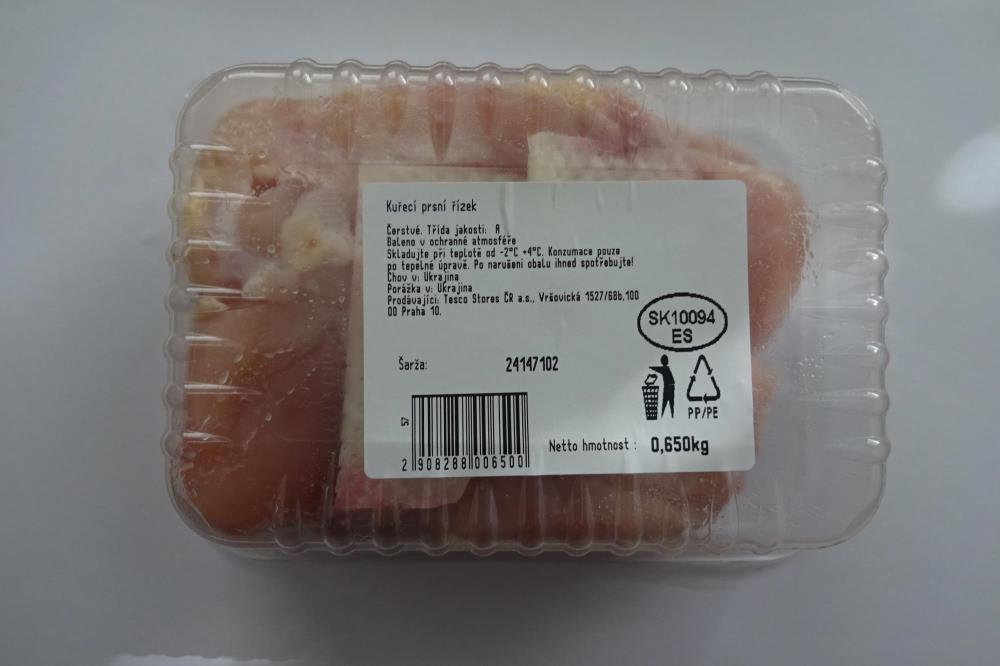 Kuřecí prsní řízek
Čerstvé. Třída jakosti: A
Baleno v ochranné atmosféře
Skladujte při teplotě od -2°C +4°C. Konzumace pouze
po tepelné úpravě. Po narušení obalu ihned spotřebujte!
Chov v: Ukrajina
Porážka v: Ukrajina
Prodávající: Tesco Stores ČR a.s., Vršovická 1527/68b,100
00 Praha 10.
SK10094
ES
Šarža: 24147102
PP/PE
Netto hmotnost : 0,650kg
2 908288 006500